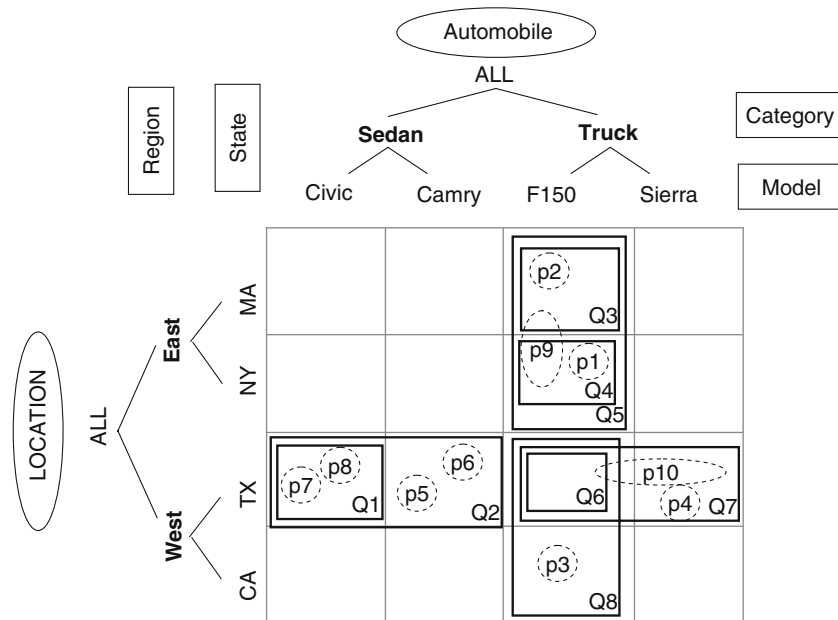 Automobile
ALL
Region
State
Category
Sedan
Truck
Model
Civic
Camry
F150
Sierra
LOCATION
ALL
East
West
MA
NY
TX
CA
p2
Q3
p9
p1
Q4
Q5
p7
p8
Q1
p5
p6
Q2
Q6
p10
p4
Q7
p3
Q8